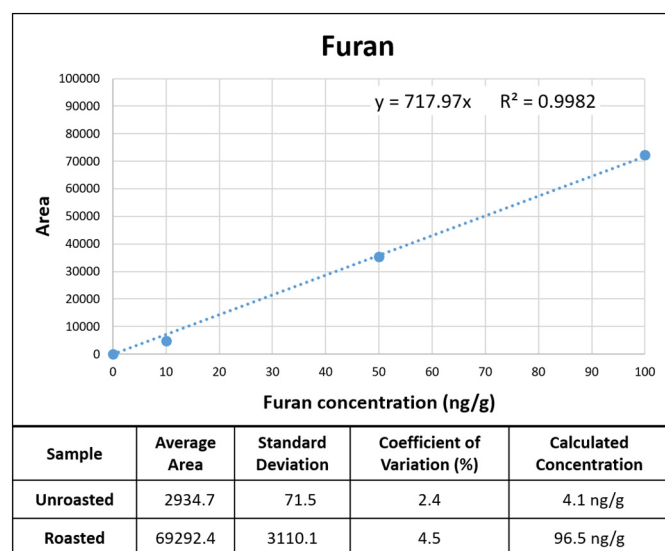 Furan
y = 717.97x R² = 0.9982
100000
90000
80000
70000
60000
50000
40000
30000
20000
10000
0
Area
0 10 20 30 40 50 60 70 80 90 100
Furan concentration (ng/g)
Sample Average Area Standard Deviation Coefficient of Variation (%) Calculated Concentration
Unroasted 2934.7 71.5 2.4 4.1 ng/g
Roasted 69292.4 3110.1 4.5 96.5 ng/g